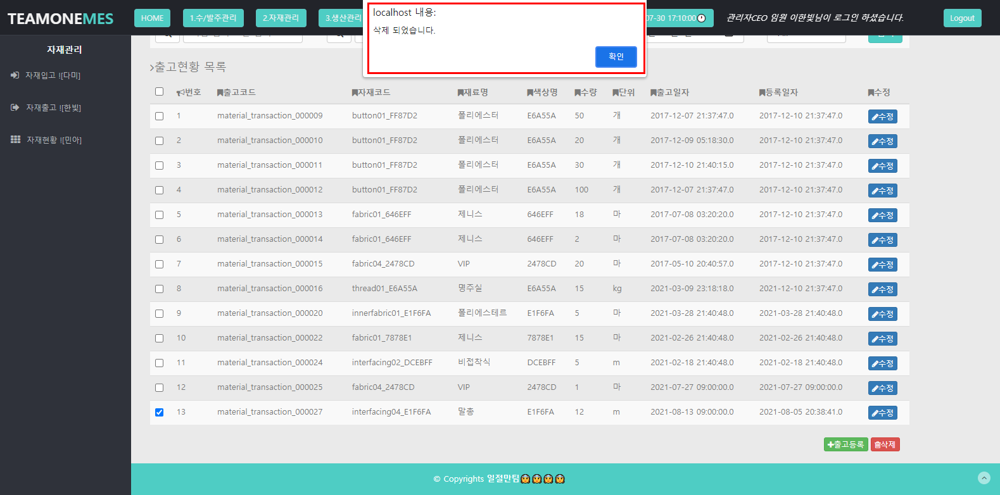 TEAMONEMES
HOME
1.수/발주관리
2.자재관리
3.생산관리
07-30 17:10:00
관리자CEO 임원 이한빛님이 로그인 하셨습니다.
Logout
localhost 내용:
삭제 되었습니다.
확인
자재관리
자재입고 ![다미]
자재출고 ![한빛]
자재현황 ![민아]
>출고현황 목록
번호 출고코드 자재코드 재료명 색상명 수량 단위 출고일자 등록일자 수정
1 material_transaction_000009 button01_FF87D2 폴리에스터 E6A55A 50 개 2017-12-07 21:37:47.0 2017-12-10 21:37:47.0 수정
2 material_transaction_000010 button01_FF87D2 폴리에스터 E6A55A 20 개 2017-12-09 05:18:30.0 2017-12-10 21:37:47.0 수정
3 material_transaction_000011 button01_FF87D2 폴리에스터 E6A55A 30 개 2017-12-10 21:40:15.0 2017-12-10 21:37:47.0 수정
4 material_transaction_000012 button01_FF87D2 폴리에스터 E6A55A 100 개 2017-12-07 21:37:47.0 2017-12-10 21:37:47.0 수정
5 material_transaction_000013 fabric01_646EFF 제니스 646EFF 18 마 2017-07-08 03:20:20.0 2017-12-10 21:37:47.0 수정
6 material_transaction_000014 fabric01_646EFF 제니스 646EFF 2 마 2017-07-08 03:20:20.0 2017-12-10 21:37:47.0 수정
7 material_transaction_000015 fabric04_2478CD VIP 2478CD 20 마 2017-05-10 20:40:57.0 2017-12-10 21:37:47.0 수정
8 material_transaction_000016 thread01_E6A55A 명주실 E6A55A 15 kg 2021-03-09 23:18:18.0 2021-12-10 21:37:47.0 수정
9 material_transaction_000020 innerfabric01_E1F6FA 폴리에스테르 E1F6FA 5 마 2021-03-28 21:40:48.0 2021-03-28 21:40:48.0 수정
10 material_transaction_000022 fabric01_7878E1 제니스 7878E1 15 마 2021-02-26 21:40:48.0 2021-02-26 21:40:48.0 수정
11 material_transaction_000024 interfacing02_DCEBFF 비접착식 DCEBFF 5 m 2021-02-18 21:40:48.0 2021-02-18 21:40:48.0 수정
12 material_transaction_000025 fabric04_2478CD VIP 2478CD 1 마 2021-07-27 09:00:00.0 2021-07-27 09:00:00.0 수정
13 material_transaction_000027 interfacing04_E1F6FA 말총 E1F6FA 12 m 2021-08-13 09:00:00.0 2021-08-05 20:38:41.0 수정
+출고등록 삭제
© Copyrights 일절만팀